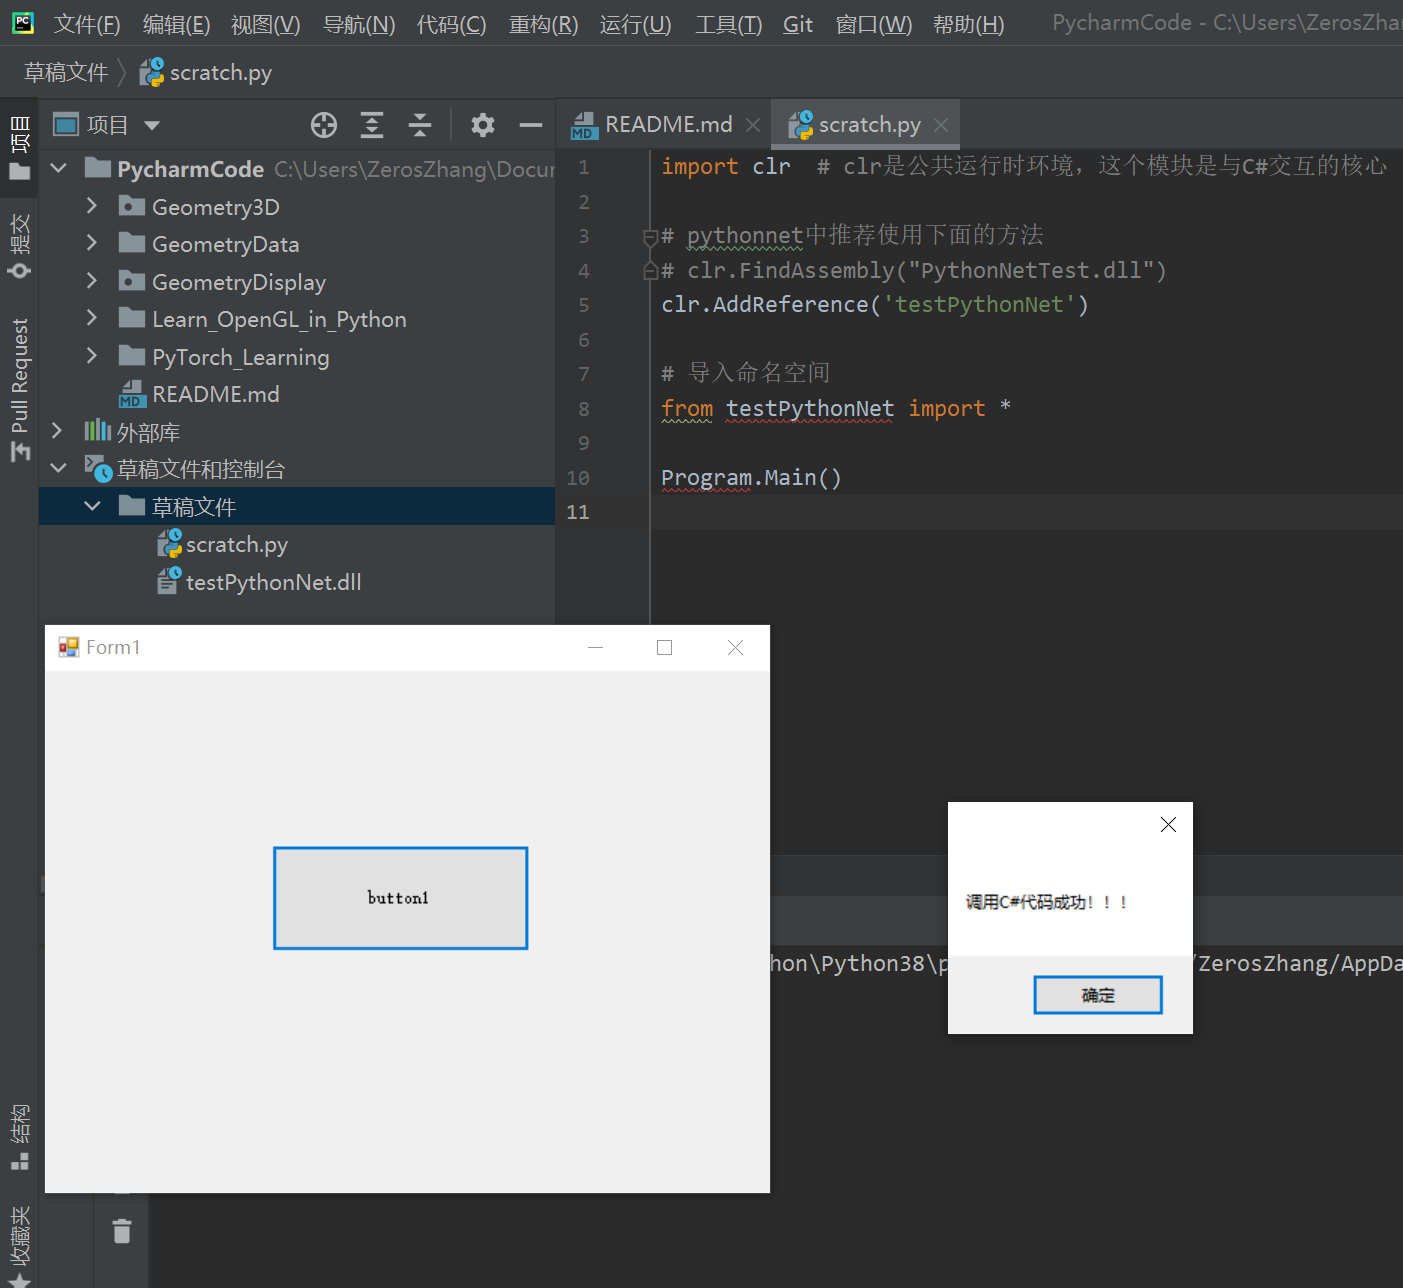 文件(F) 编辑(E) 视图(V) 导航(N) 代码(C) 重构(R) 运行(U) 工具(T) Git 窗口(W) 帮助(H) PycharmCode - C:\Users\ZerosZha
草稿文件 scratch.py
项目
README.md
scratch.py
项目
提交
Pull Request
结构
收藏夹
PycharmCode C:\Users\ZerosZhang\Docu
Geometry3D
GeometryData
GeometryDisplay
Learn_OpenGL_in_Python
PyTorch_Learning
README.md
外部库
草稿文件和控制台
草稿文件
scratch.py
testPythonNet.dll
1 import clr # clr是公共运行时环境，这个模块是与C#交互的核心
2
3 # pythonnet中推荐使用下面的方法
4 # clr.FindAssembly("PythonNetTest.dll")
5 clr.AddReference('testPythonNet')
6
7 # 导入命名空间
8 from testPythonNet import *
9
10 Program.Main()
11
Form1
button1
调用C#代码成功！！！
确定
hon\Python38\p
/ZerosZhang/AppDa